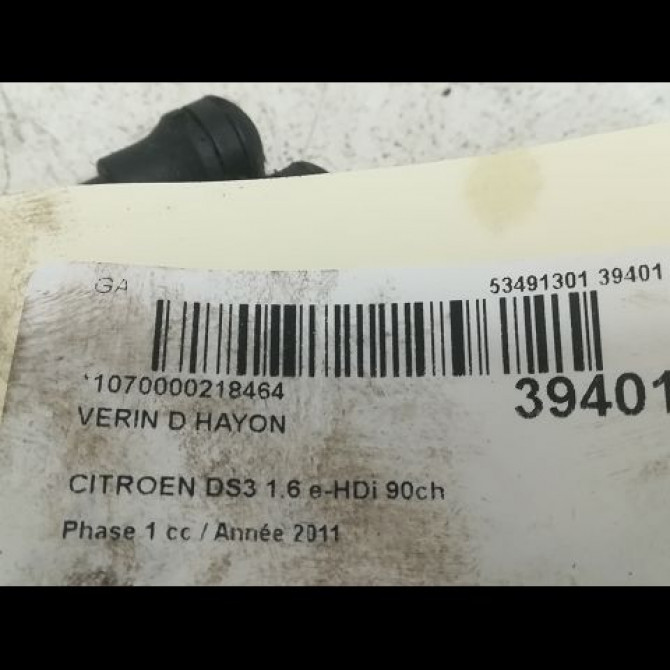 GA 53491301 39401
*1070000218464 39401
VERIN D HAYON
CITROEN DS3 1.6 e-HDi 90ch
Phase 1 cc / Année 2011